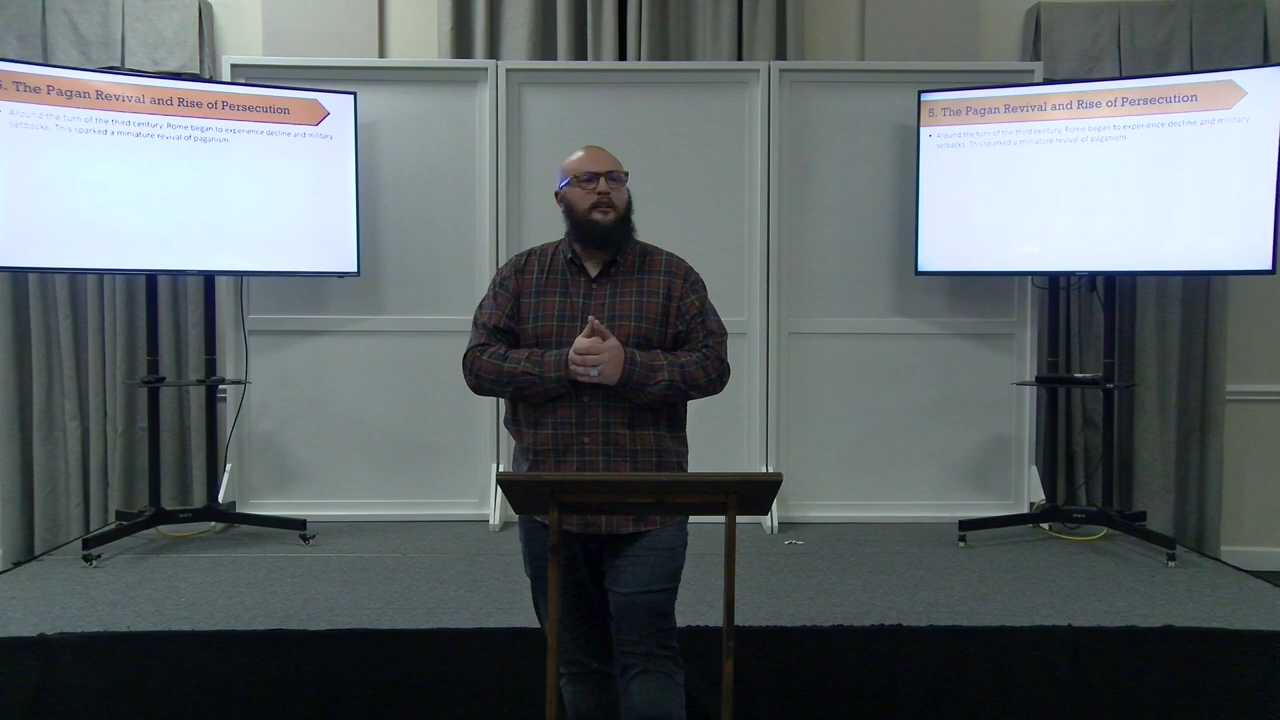 5. The Pagan Revival and Rise of Persecution
• Around the turn of the third century, Rome began to experience decline and military
setbacks. This sparked a miniature revival of paganism.
5. The Pagan Revival and Rise of Persecution
• Around the turn of the third century, Rome began to experience decline and military
setbacks. This sparked a miniature revival of paganism.